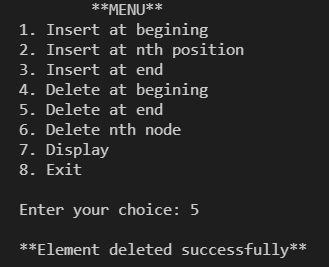 **MENU**
1. Insert at begining
2. Insert at nth position
3. Insert at end
4. Delete at begining
5. Delete at end
6. Delete nth node
7. Display
8. Exit
Enter your choice: 5
**Element deleted successfully**